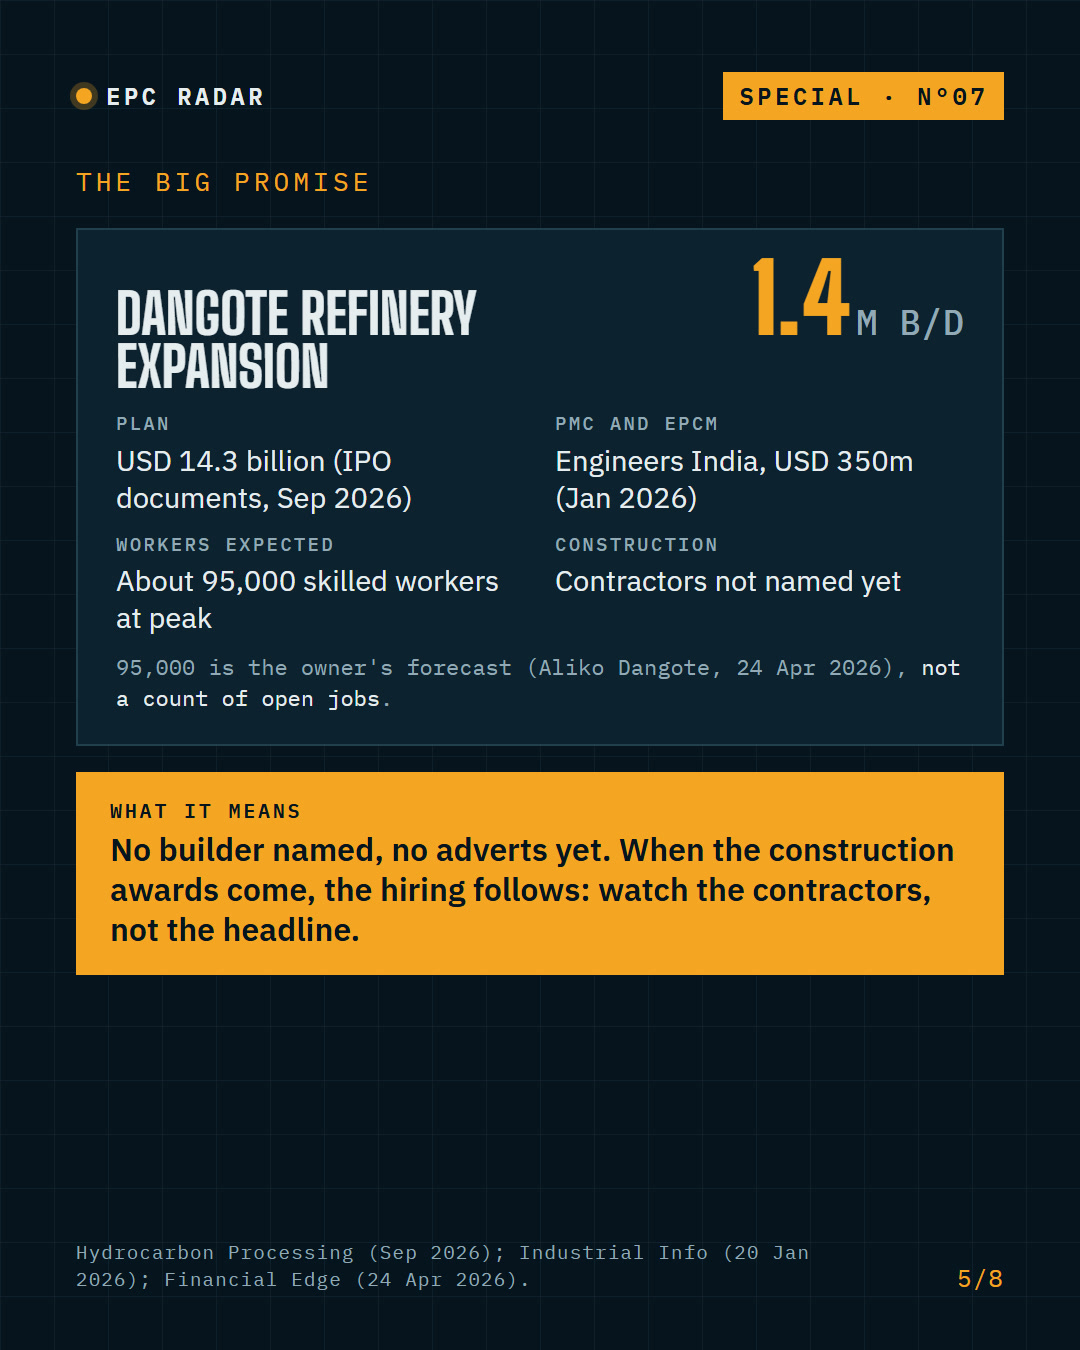 EPC RADAR
SPECIAL · N°07
THE BIG PROMISE
DANGOTE REFINERY
EXPANSION
1.4 M B/D
PLAN
USD 14.3 billion (IPO
documents, Sep 2026)
PMC AND EPCM
Engineers India, USD 350m
(Jan 2026)
WORKERS EXPECTED
About 95,000 skilled workers
at peak
CONSTRUCTION
Contractors not named yet
95,000 is the owner's forecast (Aliko Dangote, 24 Apr 2026), not
a count of open jobs.
WHAT IT MEANS
No builder named, no adverts yet. When the construction
awards come, the hiring follows: watch the contractors,
not the headline.
Hydrocarbon Processing (Sep 2026); Industrial Info (20 Jan
2026); Financial Edge (24 Apr 2026).
5/8